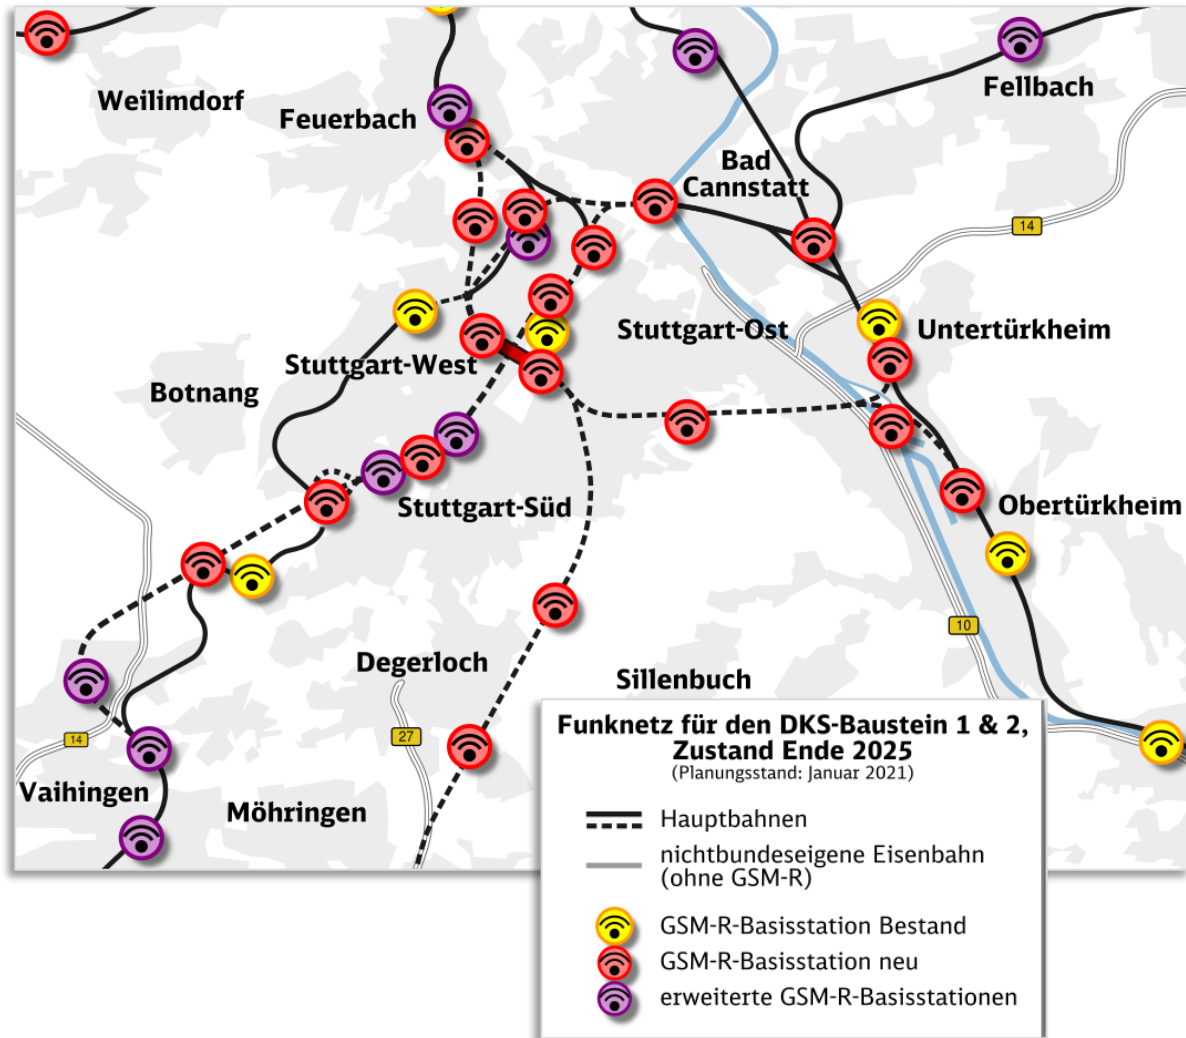 Fellbach
Weilimdorf
Feuerbach
Bad
Cannstatt
14
Stuttgart-Ost
Untertürkheim
Stuttgart-West
Botnang
Stuttgart-Süd
Obertürkheim
10
Degerloch
Sillenbuch
27
14
Vaihingen
Möhringen
Funknetz für den DKS-Baustein 1 & 2,
Zustand Ende 2025
(Planungsstand: Januar 2021)
Hauptbahnen
nichtbundeseigene Eisenbahn
(ohne GSM-R)
GSM-R-Basisstation Bestand
GSM-R-Basisstation neu
erweiterte GSM-R-Basisstationen